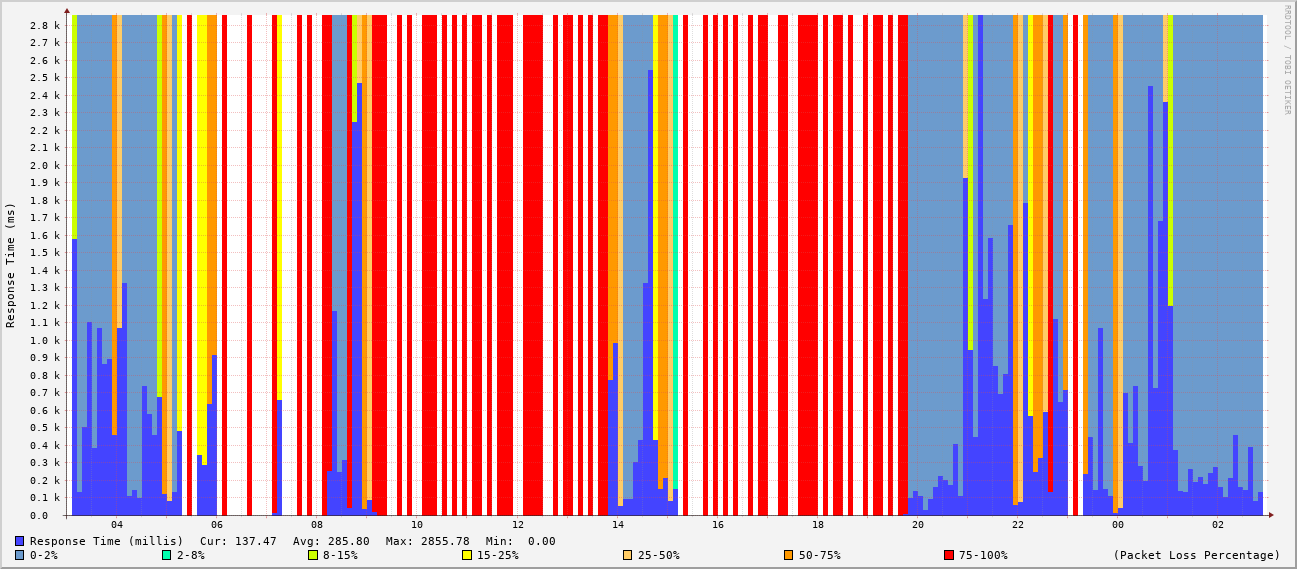 RRDTOOL / TOBI OETIKER
Response Time (ms)
2.8 k
2.7 k
2.6 k
2.5 k
2.4 k
2.3 k
2.2 k
2.1 k
2.0 k
1.9 k
1.8 k
1.7 k
1.6 k
1.5 k
1.4 k
1.3 k
1.2 k
1.1 k
1.0 k
0.9 k
0.8 k
0.7 k
0.6 k
0.5 k
0.4 k
0.3 k
0.2 k
0.1 k
0.0
04 06 08 10 12 14 16 18 20 22 00 02
Response Time (millis) Cur: 137.47 Avg: 285.80 Max: 2855.78 Min: 0.00
0-2% 2-8% 8-15% 15-25% 25-50% 50-75% 75-100% (Packet Loss Percentage)